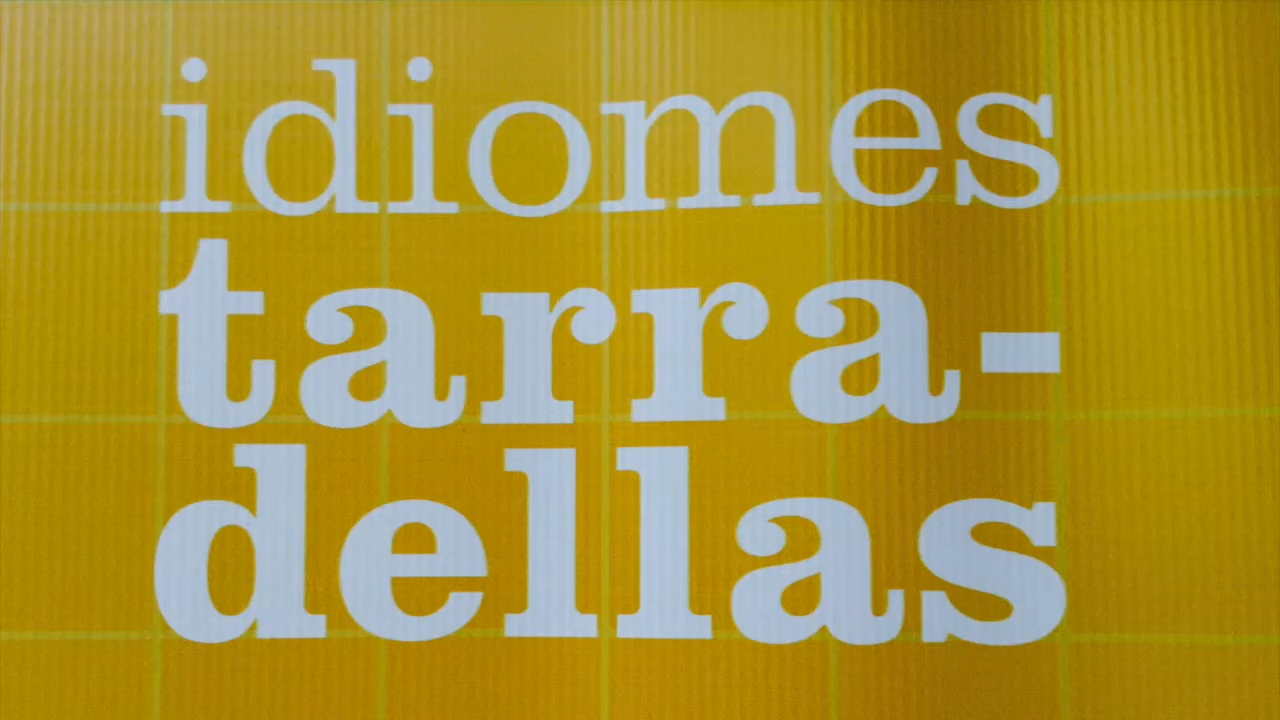 idiomes
tarra-
dellas